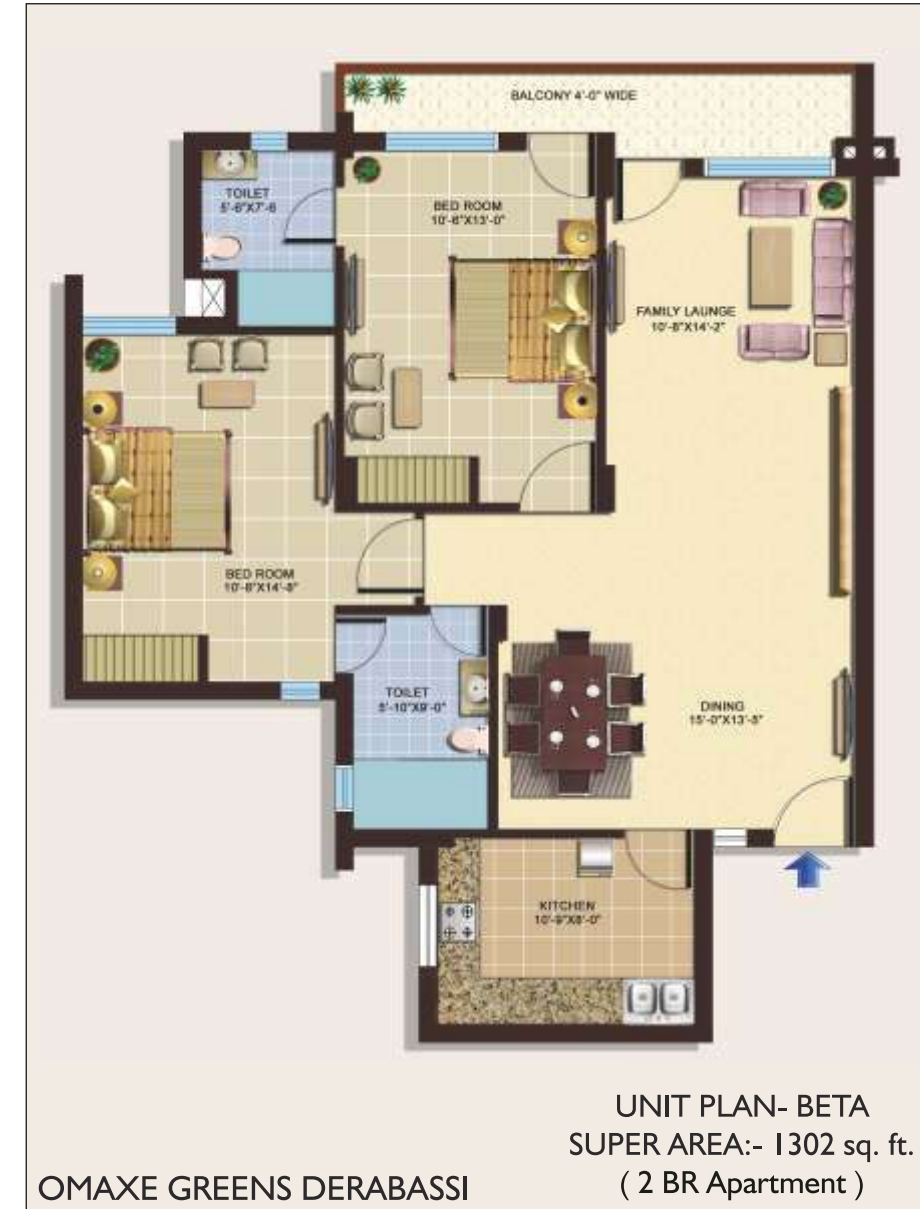 BALCONY 4'-0" WIDE
TOILET
5'-6"X7'-6
BED ROOM
10'-6"X13'-0"
FAMILY LAUNGE
10'-8"X14'-2"
BED ROOM
10'-8"X14'-8"
TOILET
5'-10"X9'-0"
DINING
15'-0"X13'-8"
KITCHEN
10'-9"X8'-0"
UNIT PLAN- BETA
SUPER AREA:- 1302 sq. ft.
( 2 BR Apartment )
OMAXE GREENS DERABASSI